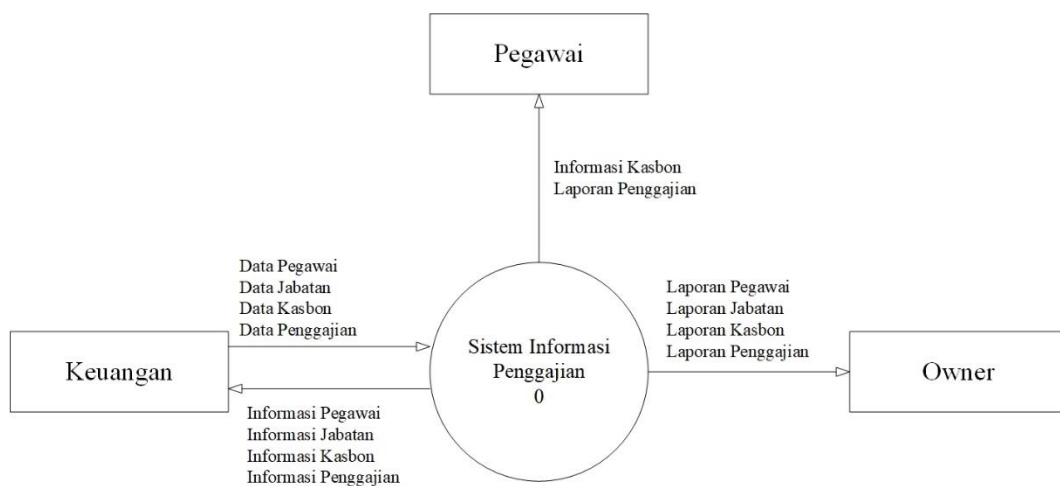 Pegawai
Informasi Kasbon
Laporan Penggajian
Data Pegawai
Data Jabatan
Data Kasbon
Data Penggajian
Keuangan
Informasi Pegawai
Informasi Jabatan
Informasi Kasbon
Informasi Penggajian
Sistem Informasi
Penggajian
0
Laporan Pegawai
Laporan Jabatan
Laporan Kasbon
Laporan Penggajian
Owner